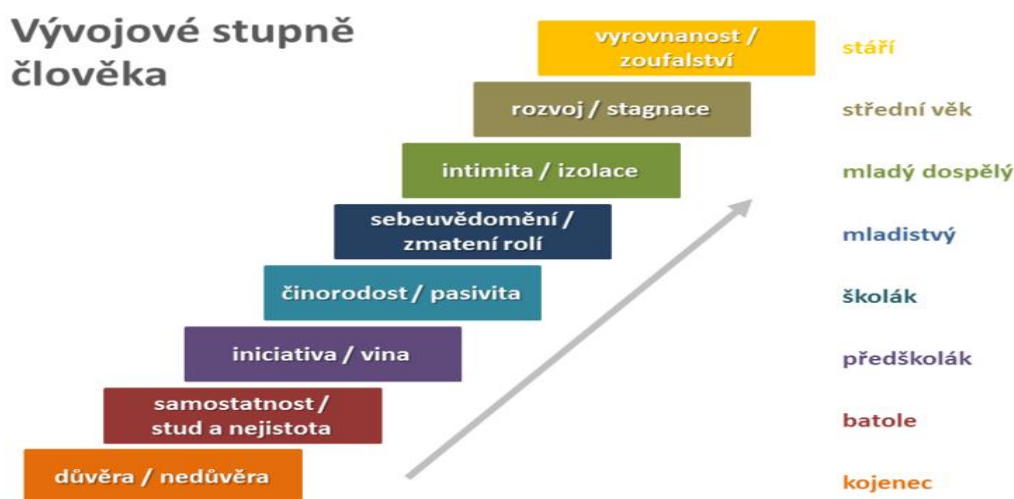 Vývojové stupně
člověka
vyrovnanost /
zoufalství
stáří
rozvoj / stagnace
střední věk
intimita / izolace
mladý dospělý
sebeuvědomění /
zmatení rolí
mladistvý
činorodost / pasivita
školák
iniciativa / vina
předškolák
samostatnost /
stud a nejistota
batole
důvěra / nedůvěra
kojenec